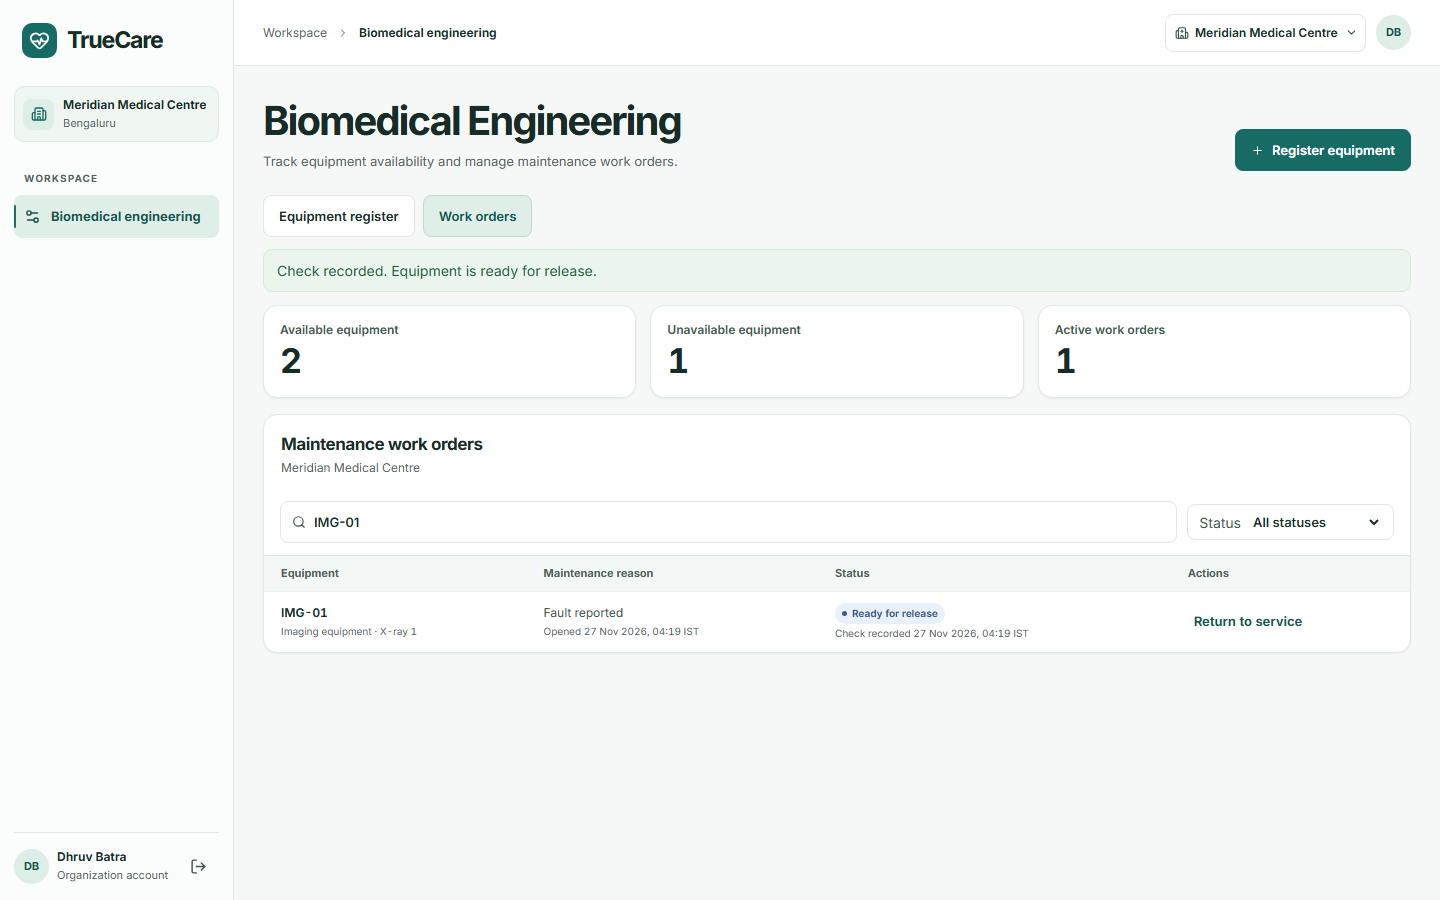 TrueCare
Meridian Medical Centre
Bengaluru
WORKSPACE
Biomedical engineering
Dhruv Batra
DB
Organization account
Workspace
Biomedical engineering
Meridian Medical Centre
DB
Biomedical Engineering
Track equipment availability and manage maintenance work orders.
Register equipment
Equipment register
Work orders
Check recorded. Equipment is ready for release.
Available equipment
2
Unavailable equipment
1
Active work orders
1
Maintenance work orders
Meridian Medical Centre
IMG-01
Status All statuses
Equipment Maintenance reason Status Actions
IMG-01
Imaging equipment · X-ray 1
Fault reported
Opened 27 Nov 2026, 04:19 IST
Ready for release
Check recorded 27 Nov 2026, 04:19 IST
Return to service